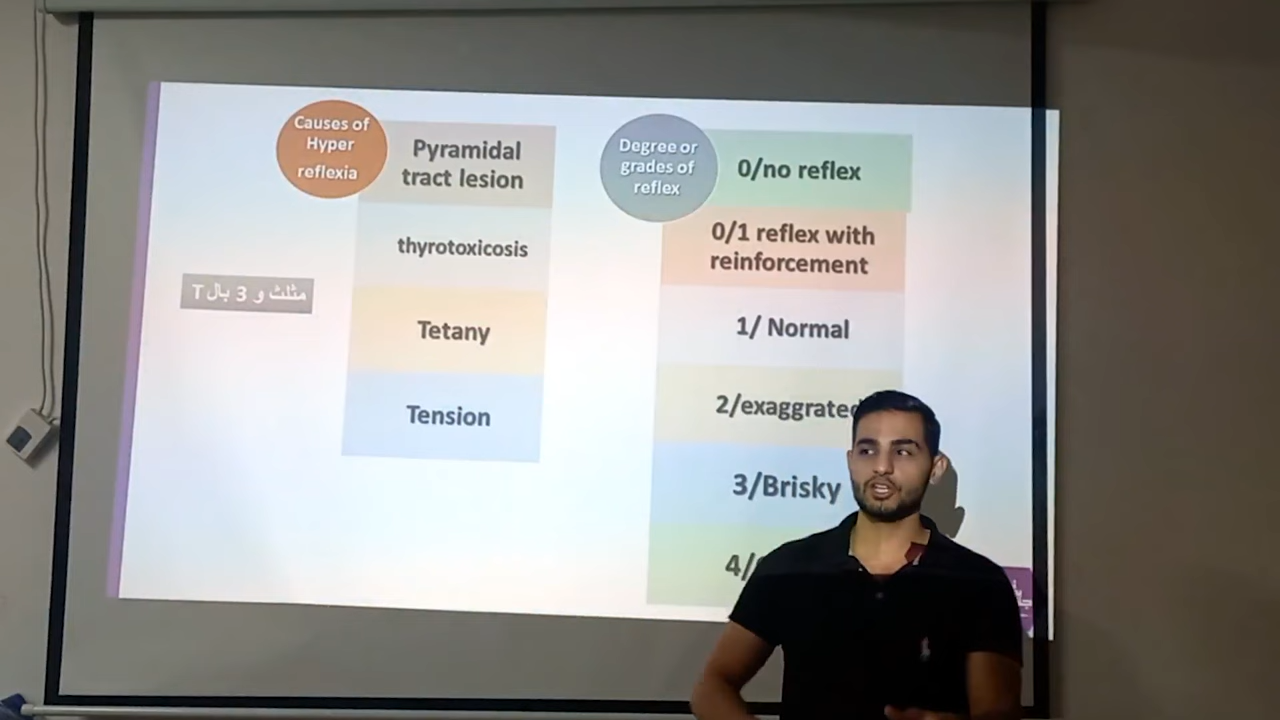 Causes of
Hyper
reflexia
Pyramidal
tract lesion
thyrotoxicosis
Tetany
Tension
مثلث و 3 بال T
Degree or
grades of
reflex
0/no reflex
0/1 reflex with
reinforcement
1/ Normal
2/exaggrated
3/Brisky
4/